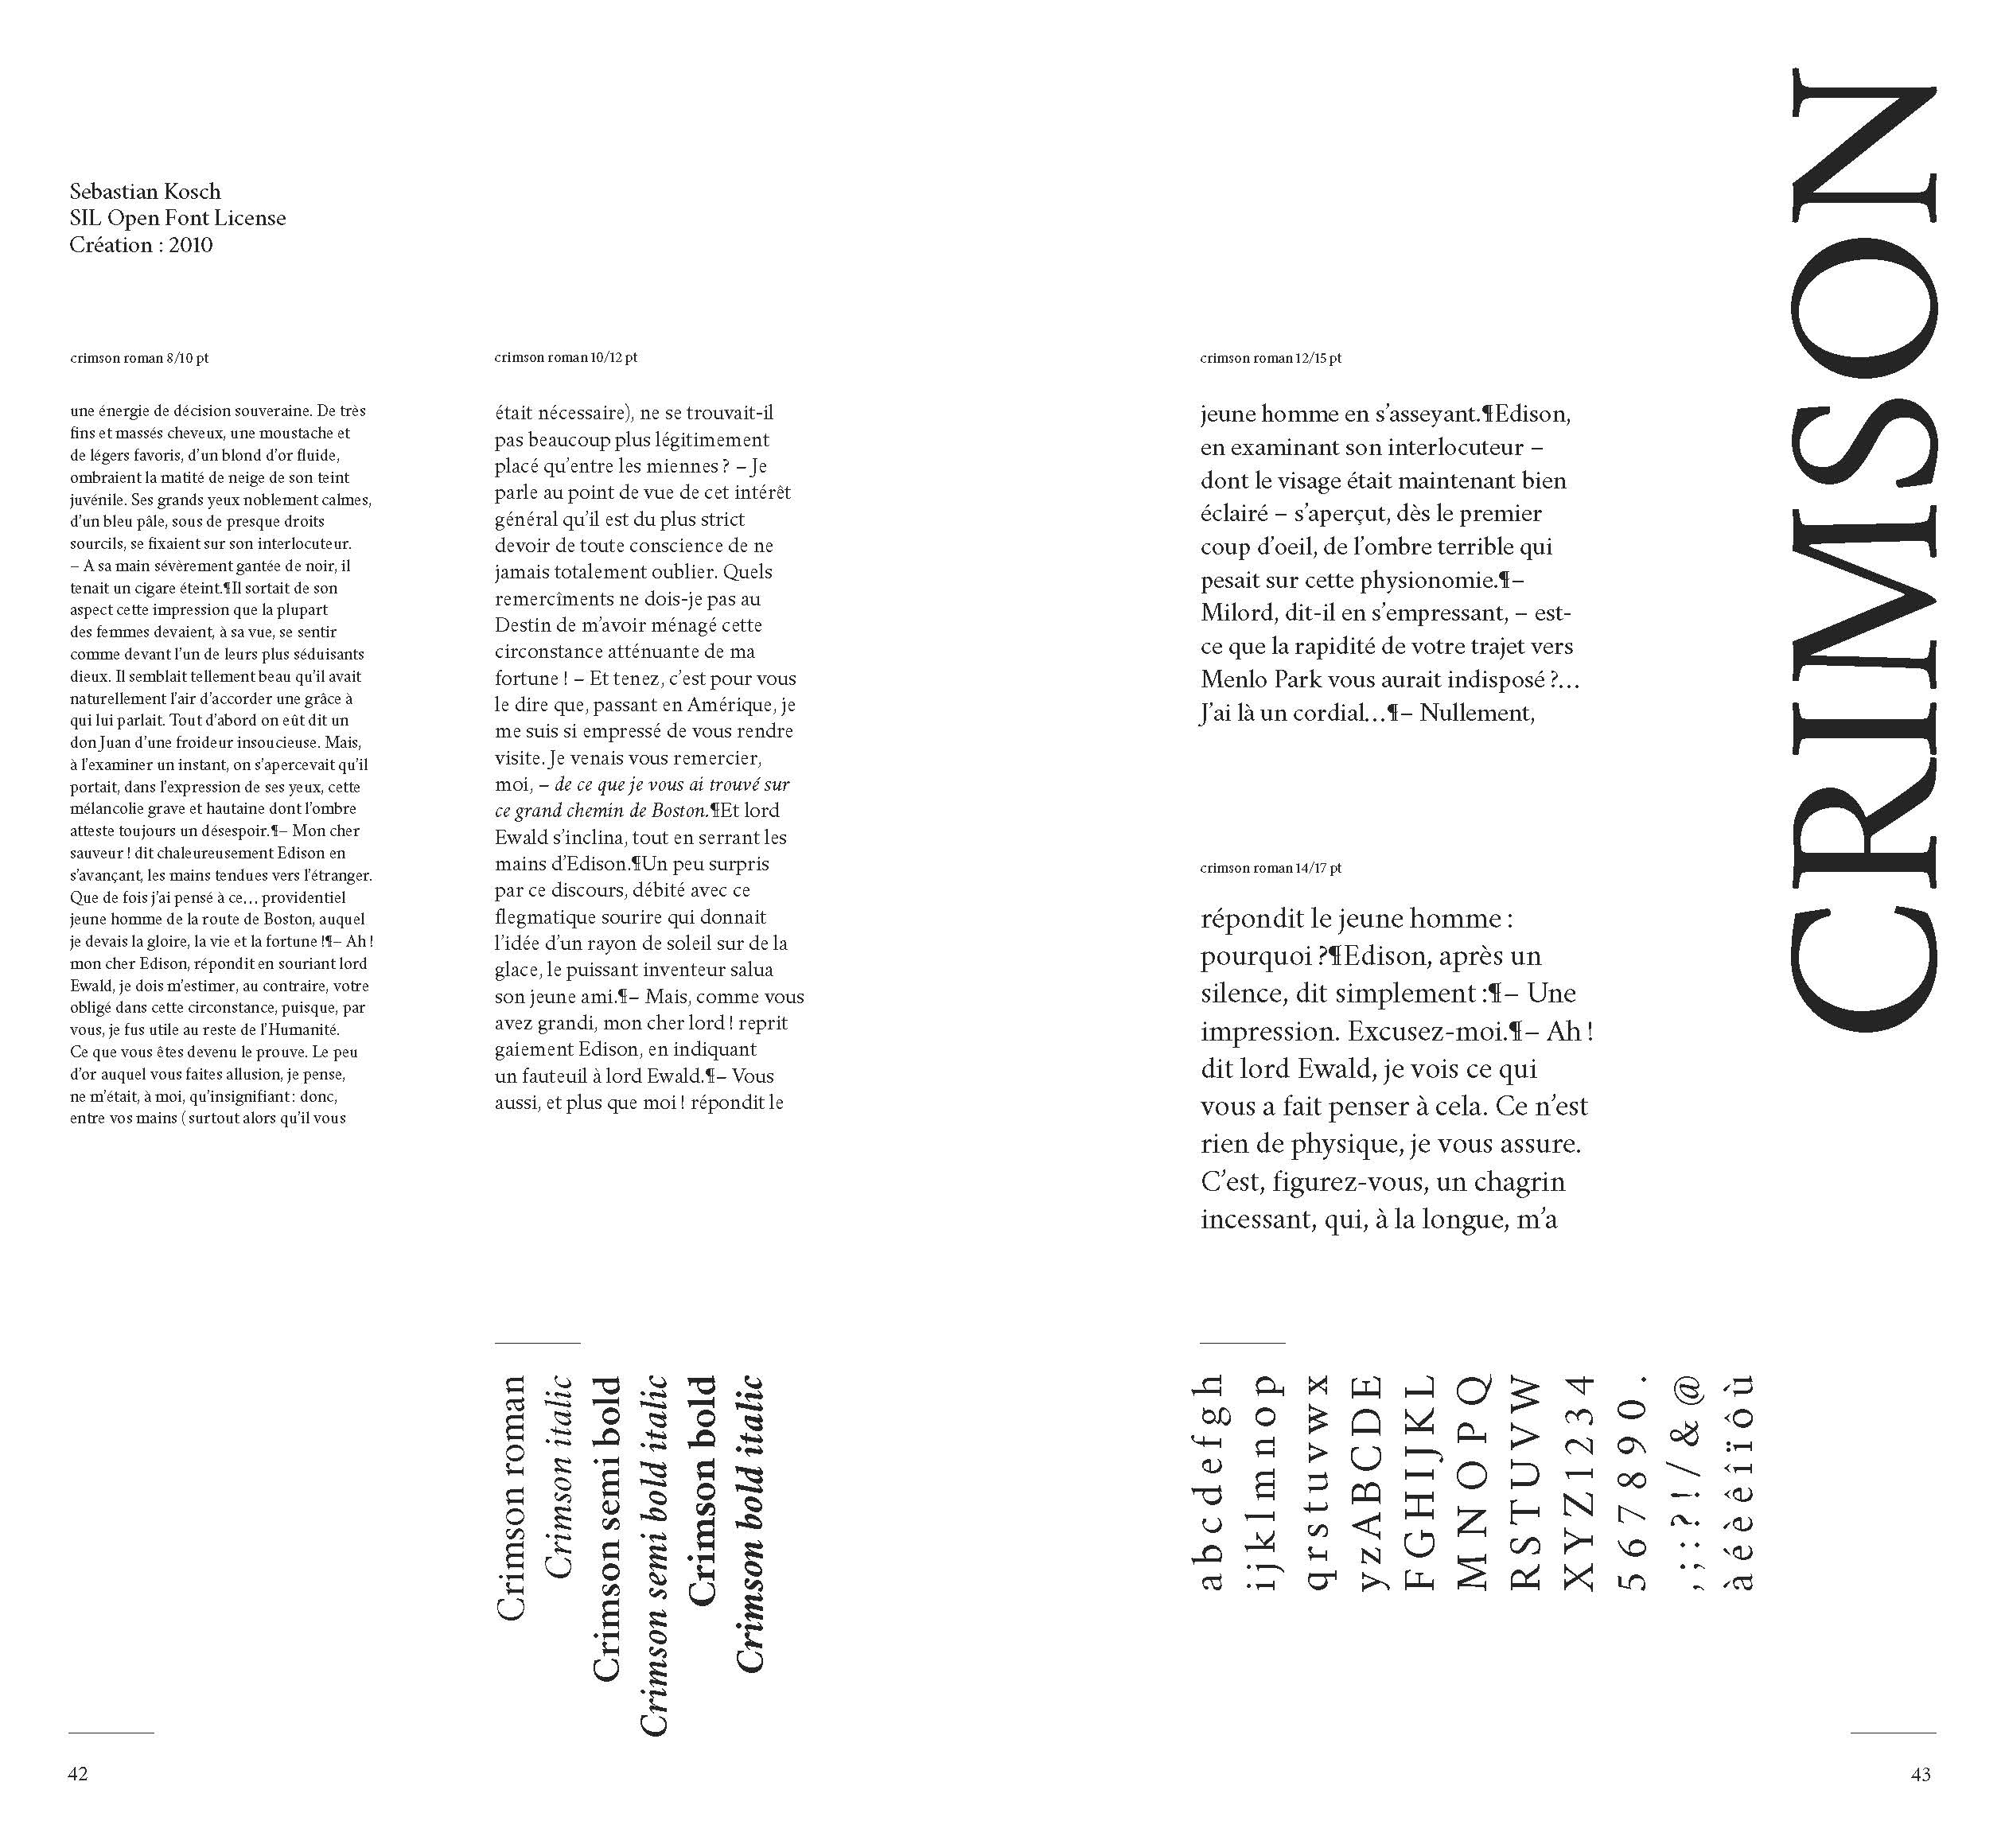 Sebastian Kosch
SIL Open Font License
Création : 2010
crimson roman 8/10 pt
une énergie de décision souveraine. De très
fins et massés cheveux, une moustache et
de légers favoris, d’un blond d’or fluide,
ombraient la matité de neige de son teint
juvénile. Ses grands yeux noblement calmes,
d’un bleu pâle, sous de presque droits
sourcils, se fixaient sur son interlocuteur.
– A sa main sévèrement gantée de noir, il
tenait un cigare éteint.¶Il sortait de son
aspect cette impression que la plupart
des femmes devaient, à sa vue, se sentir
comme devant l’un de leurs plus séduisants
dieux. Il semblait tellement beau qu’il avait
naturellement l’air d’accorder une grâce à
qui lui parlait. Tout d’abord on eût dit un
don Juan d’une froideur insoucieuse. Mais,
à l’examiner un instant, on s’apercevait qu’il
portait, dans l’expression de ses yeux, cette
mélancolie grave et hautaine dont l’ombre
atteste toujours un désespoir.¶– Mon cher
sauveur ! dit chaleureusement Edison en
s’avançant, les mains tendues vers l’étranger.
Que de fois j’ai pensé à ce… providentiel
jeune homme de la route de Boston, auquel
je devais la gloire, la vie et la fortune !¶– Ah !
mon cher Edison, répondit en souriant lord
Ewald, je dois m’estimer, au contraire, votre
obligé dans cette circonstance, puisque, par
vous, je fus utile au reste de l’Humanité.
Ce que vous êtes devenu le prouve. Le peu
d’or auquel vous faites allusion, je pense,
ne m’était, à moi, qu’insignifiant : donc,
entre vos mains ( surtout alors qu’il vous
crimson roman 10/12 pt
était nécessaire), ne se trouvait-il
pas beaucoup plus légitimement
placé qu’entre les miennes ? – Je
parle au point de vue de cet intérêt
général qu’il est du plus strict
devoir de toute conscience de ne
jamais totalement oublier. Quels
remercîments ne dois-je pas au
Destin de m’avoir ménagé cette
circonstance atténuante de ma
fortune ! – Et tenez, c’est pour vous
le dire que, passant en Amérique, je
me suis si empressé de vous rendre
visite. Je venais vous remercier,
moi, – de ce que je vous ai trouvé sur
ce grand chemin de Boston.¶Et lord
Ewald s’inclina, tout en serrant les
mains d’Edison.¶Un peu surpris
par ce discours, débité avec ce
flegmatique sourire qui donnait
l’idée d’un rayon de soleil sur de la
glace, le puissant inventeur salua
son jeune ami.¶– Mais, comme vous
avez grandi, mon cher lord ! reprit
gaiement Edison, en indiquant
un fauteuil à lord Ewald.¶– Vous
aussi, et plus que moi ! répondit le
Crimson roman
Crimson italic
Crimson semi bold
Crimson semi bold italic
Crimson bold
Crimson bold italic
42
crimson roman 12/15 pt
jeune homme en s’asseyant.¶Edison,
en examinant son interlocuteur –
dont le visage était maintenant bien
éclairé – s’aperçut, dès le premier
coup d’oeil, de l’ombre terrible qui
pesait sur cette physionomie.¶–
Milord, dit-il en s’empressant, – est-
ce que la rapidité de votre trajet vers
Menlo Park vous aurait indisposé ?…
J’ai là un cordial…¶– Nullement,
crimson roman 14/17 pt
répondit le jeune homme :
pourquoi ?¶Edison, après un
silence, dit simplement :¶– Une
impression. Excusez-moi.¶– Ah !
dit lord Ewald, je vois ce qui
vous a fait penser à cela. Ce n’est
rien de physique, je vous assure.
C’est, figurez-vous, un chagrin
incessant, qui, à la longue, m’a
a b c d e f g h
i j k l m n o p
q r s t u v w x
y z A B C D E
F G H I J K L
M N O P Q
R S T U V W
X Y Z 1 2 3 4
5 6 7 8 9 0 .
, ; : ? ! / & @
à é è ê î ï ô ù
CRIMSON
43